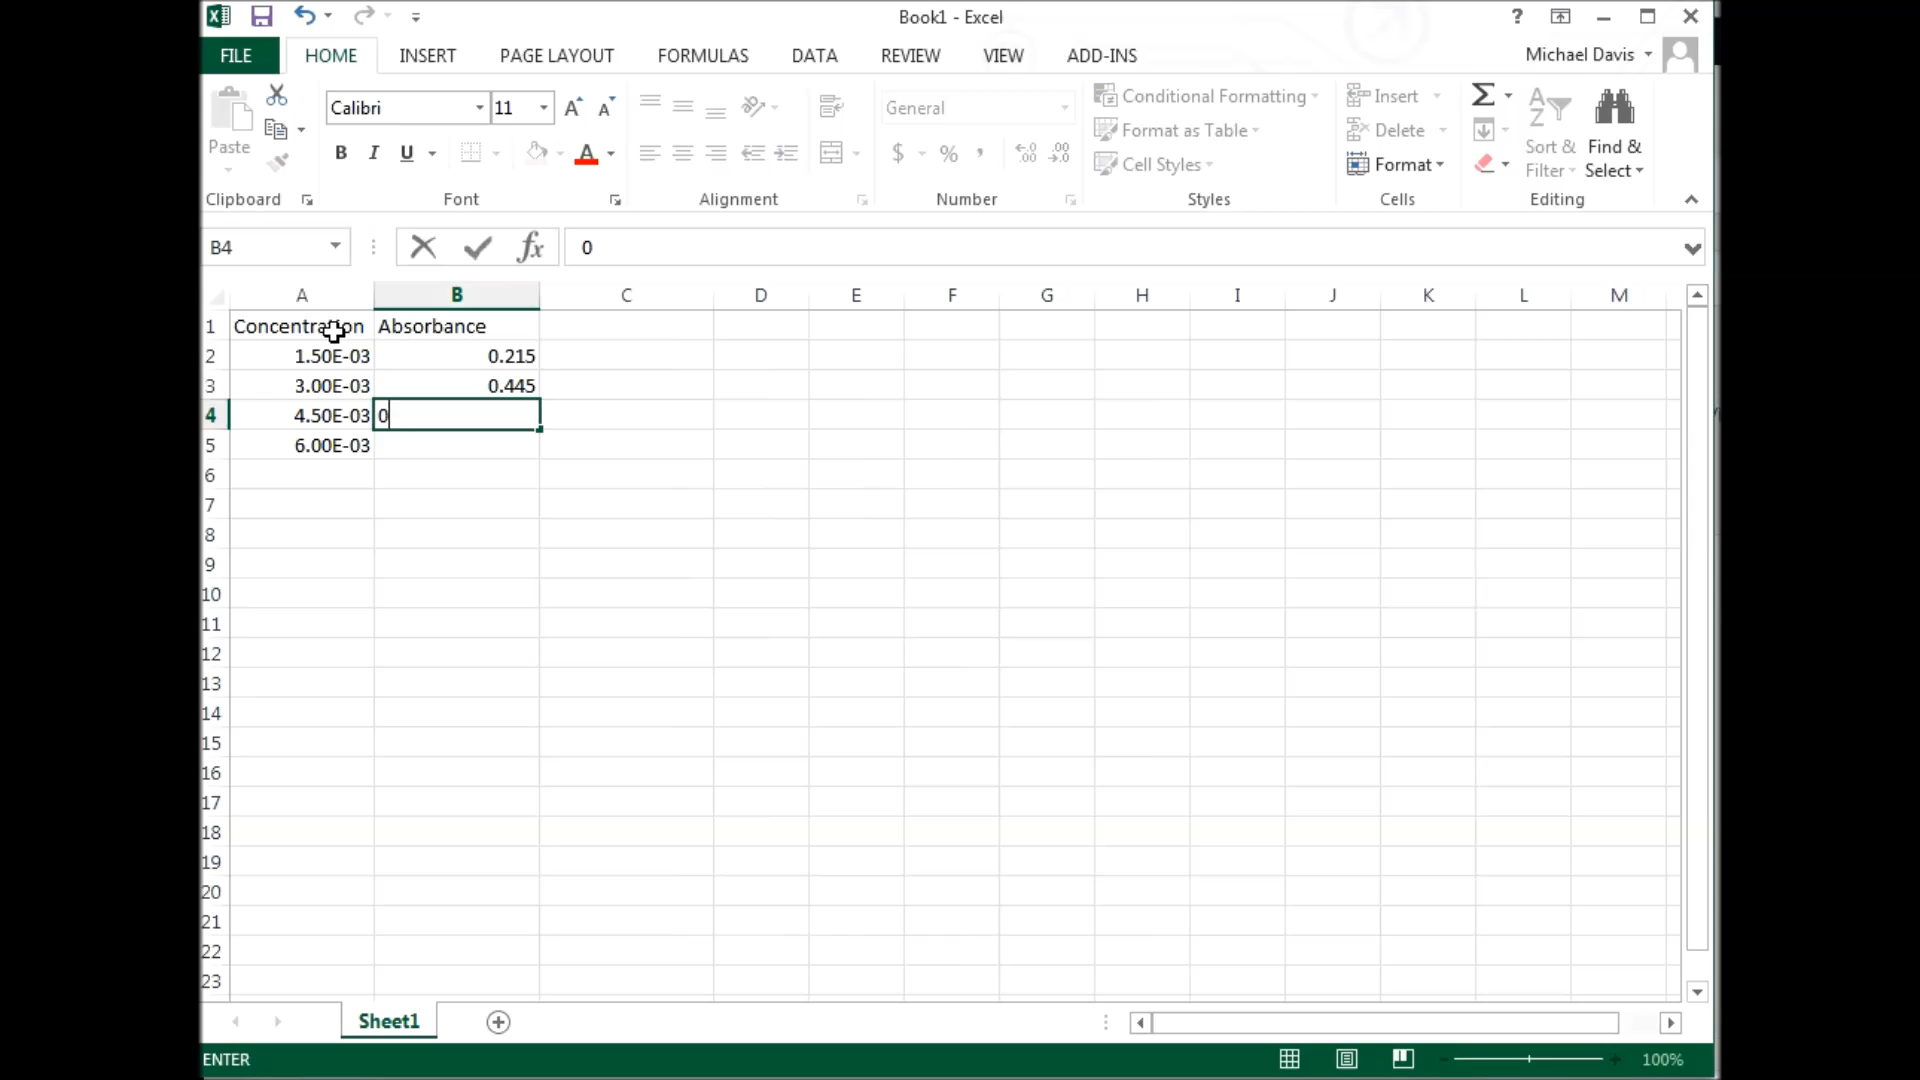 Book1 - Excel
?
FILE HOME INSERT PAGE LAYOUT FORMULAS DATA REVIEW VIEW ADD-INS Michael Davis
Paste
Calibri 11
B I U A
General
$ %
Conditional Formatting
Format as Table
Cell Styles
Insert
Delete
Format
Sort & Filter
Find & Select
Clipboard Font Alignment Number Styles Cells Editing
B4 fx 0
A B C D E F G H I J K L M
1 Concentration Absorbance
2 1.50E-03 0.215
3 3.00E-03 0.445
4 4.50E-03 0
5 6.00E-03
6
7
8
9
10
11
12
13
14
15
16
17
18
19
20
21
22
23
Sheet1
ENTER 100%